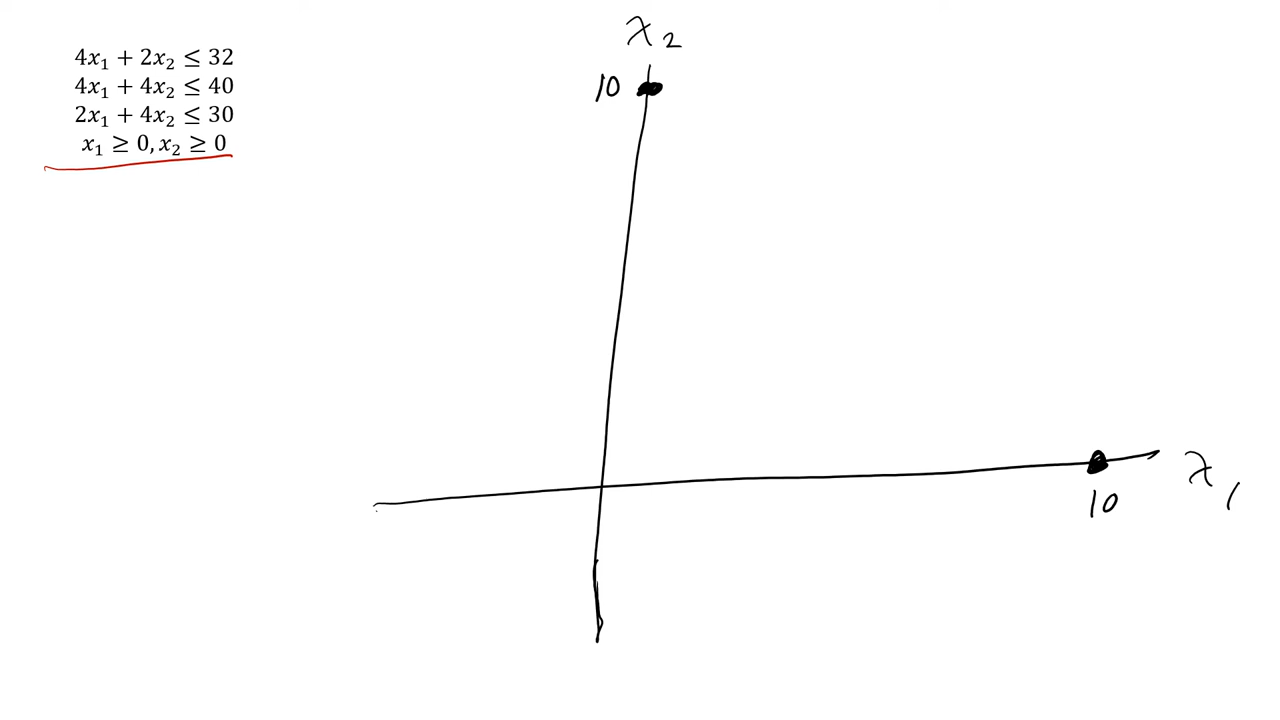 4x₁ + 2x₂ ≤ 32
4x₁ + 4x₂ ≤ 40
2x₁ + 4x₂ ≤ 30
x₁ ≥ 0, x₂ ≥ 0
x₂
10
x₁
10